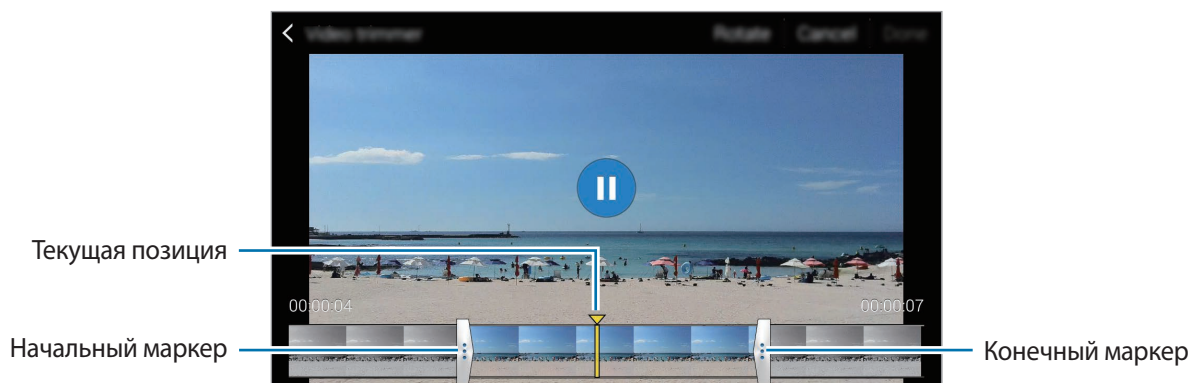 Video trimmer Rotate Cancel Done
Текущая позиция
00:00:04 00:00:07
Начальный маркер
Конечный маркер